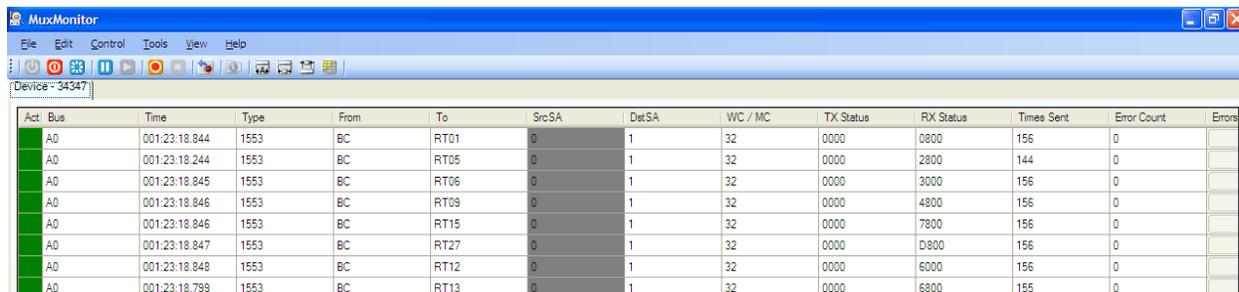 MuxMonitor
File Edit Control Tools View Help
Device - 34347
Act Bus Time Type From To SrcSA DstSA WC / MC TX Status RX Status Times Sent Error Count Errors
A0 001:23:18.844 1553 BC RT01 0 1 32 0000 0800 156 0
A0 001:23:18.244 1553 BC RT05 0 1 32 0000 2800 144 0
A0 001:23:18.845 1553 BC RT06 0 1 32 0000 3000 156 0
A0 001:23:18.846 1553 BC RT09 0 1 32 0000 4800 156 0
A0 001:23:18.846 1553 BC RT15 0 1 32 0000 7800 156 0
A0 001:23:18.847 1553 BC RT27 0 1 32 0000 D800 156 0
A0 001:23:18.848 1553 BC RT12 0 1 32 0000 6000 156 0
A0 001:23:18.799 1553 BC RT13 0 1 32 0000 6800 155 0